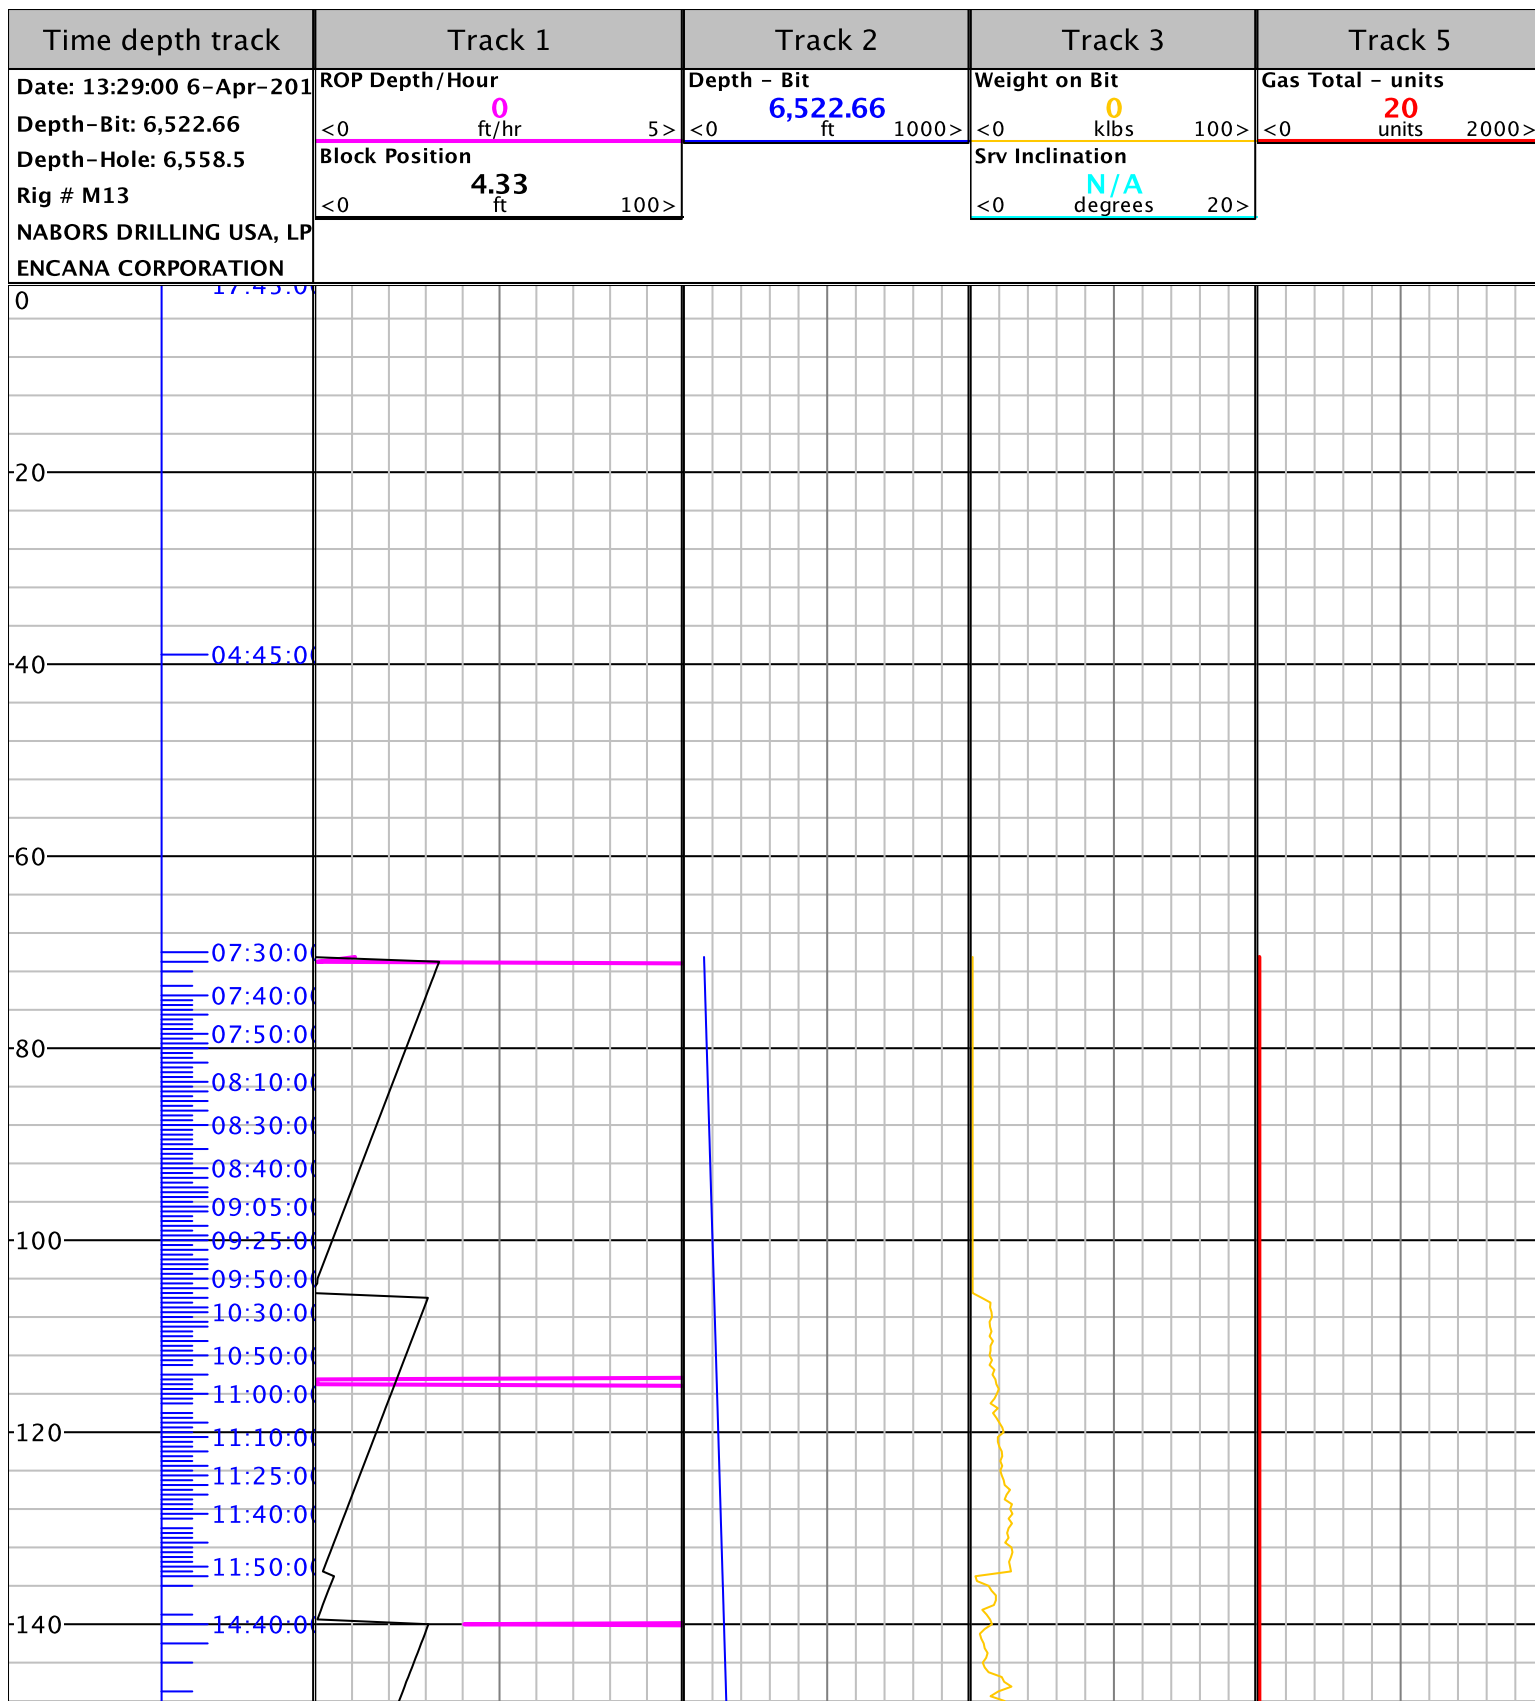 Time depth track
Track 1
Track 2
Track 3
Track 5
Date: 13:29:00 6-Apr-201
Depth-Bit: 6,522.66
Depth-Hole: 6,558.5
Rig # M13
NABORS DRILLING USA, LP
ENCANA CORPORATION
ROP Depth/Hour
0
<0 ft/hr 5>
Block Position
4.33
<0 ft 100>
Depth - Bit
6,522.66
<0 ft 1000>
Weight on Bit
0
<0 klbs 100>
Srv Inclination
N/A
<0 degrees 20>
Gas Total - units
20
<0 units 2000>
17:45:0
0
20
04:45:0
40
60
07:30:0
07:40:0
07:50:0
80
08:10:0
08:30:0
08:40:0
09:05:0
100
09:25:0
09:50:0
10:30:0
10:50:0
11:00:0
120
11:10:0
11:25:0
11:40:0
11:50:0
140
14:40:0